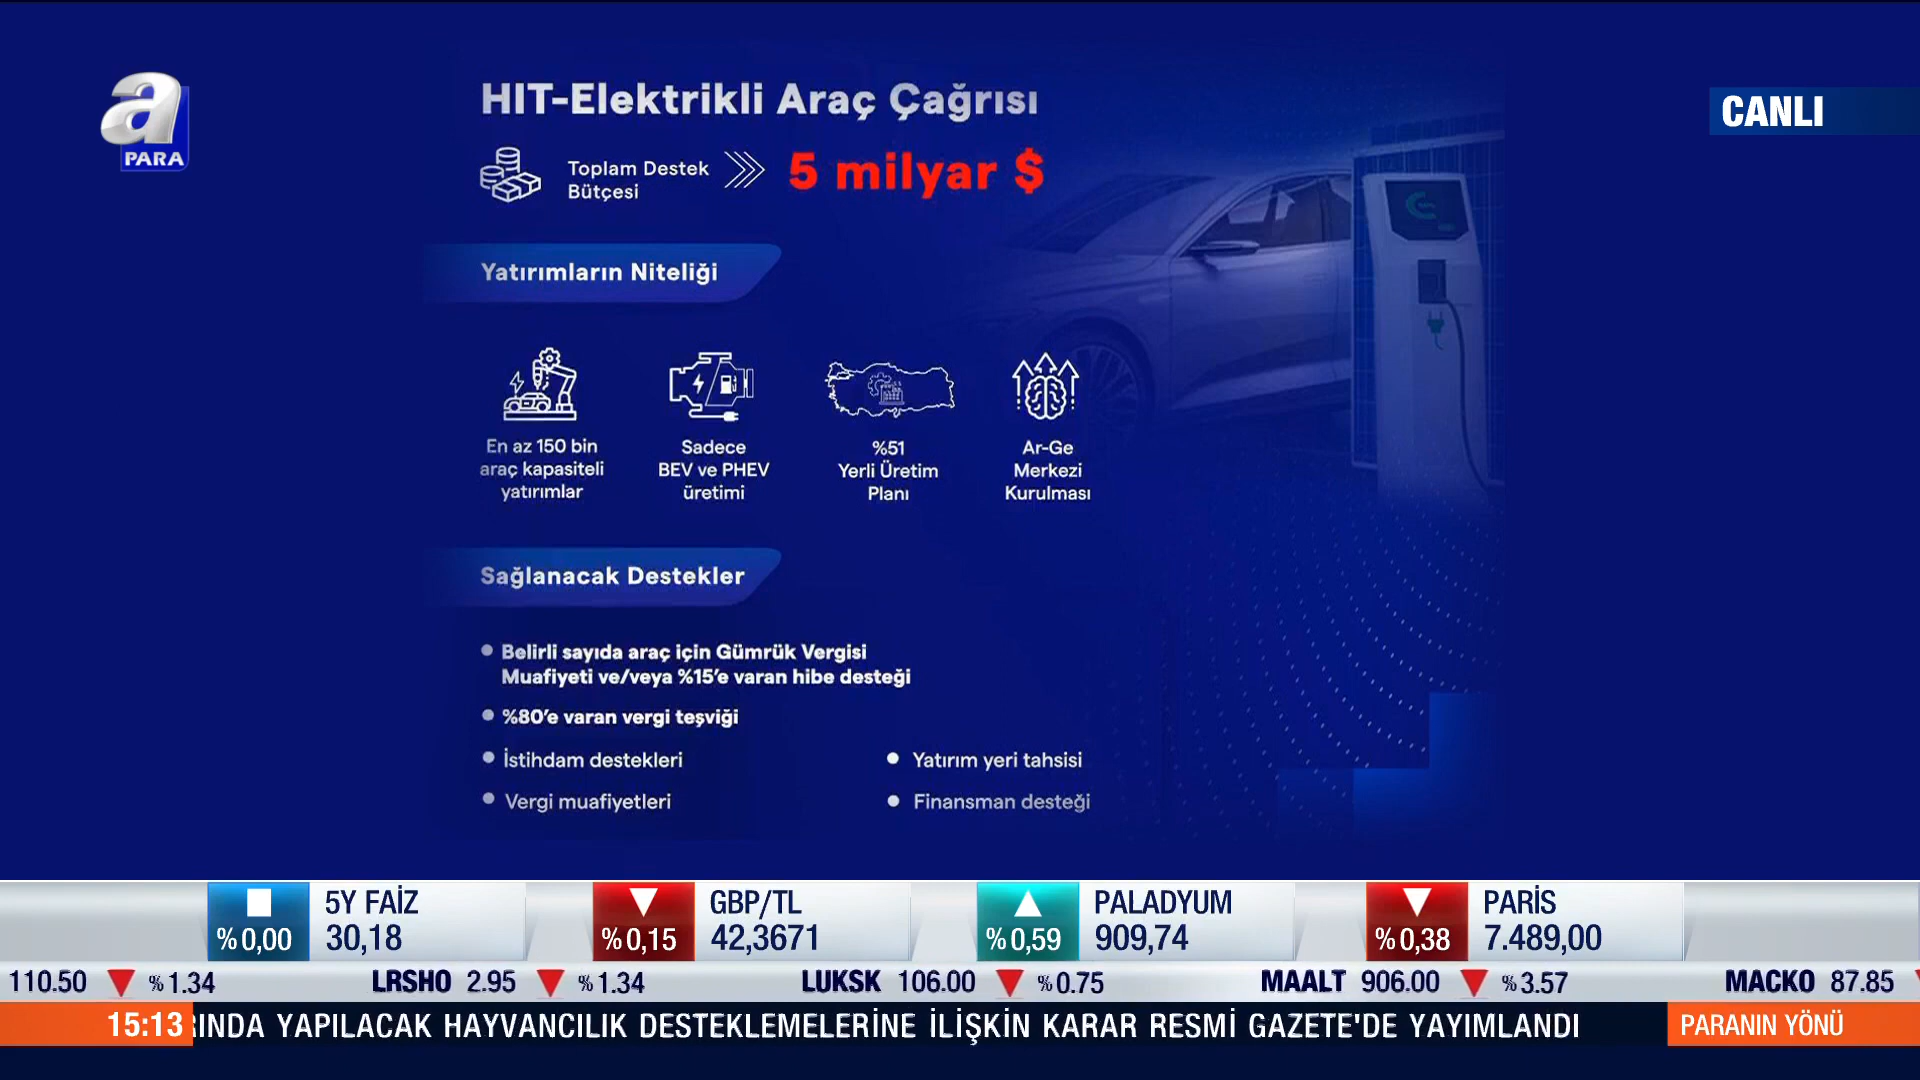 a
PARA
CANLI
HIT-Elektrikli Araç Çağrısı
Toplam Destek
Bütçesi
5 milyar $
Yatırımların Niteliği
En az 150 bin
araç kapasiteli
yatırımlar
Sadece
BEV ve PHEV
üretimi
%51
Yerli Üretim
Planı
Ar-Ge
Merkezi
Kurulması
Sağlanacak Destekler
Belirli sayıda araç için Gümrük Vergisi
Muafiyeti ve/veya %15'e varan hibe desteği
%80'e varan vergi teşviği
İstihdam destekleri
Yatırım yeri tahsisi
Vergi muafiyetleri
Finansman desteği
%0,00 5Y FAİZ 30,18
%0,15 GBP/TL 42,3671
%0,59 PALADYUM 909,74
%0,38 PARİS 7.489,00
110.50 %1.34 LRSHO 2.95 %1.34 LUKSK 106.00 %0.75 MAALT 906.00 %3.57 MACKO 87.85
15:13 RINDA YAPILACAK HAYVANCILIK DESTEKLEMELERİNE İLİŞKİN KARAR RESMİ GAZETE'DE YAYIMLANDI PARANIN YÖNÜ